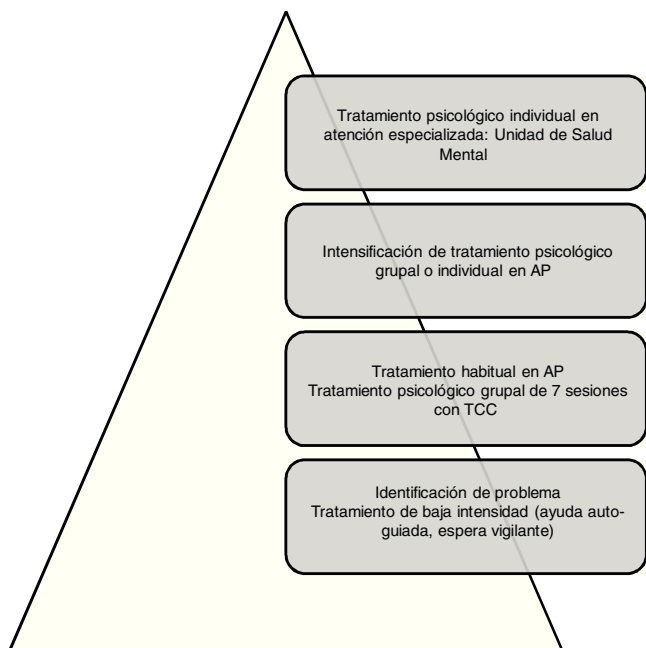 Tratamiento psicológico individual en
atención especializada: Unidad de Salud
Mental
Intensificación de tratamiento psicológico
grupal o individual en AP
Tratamiento habitual en AP
Tratamiento psicológico grupal de 7 sesiones
con TCC
Identificación de problema
Tratamiento de baja intensidad (ayuda auto-
guiada, espera vigilante)